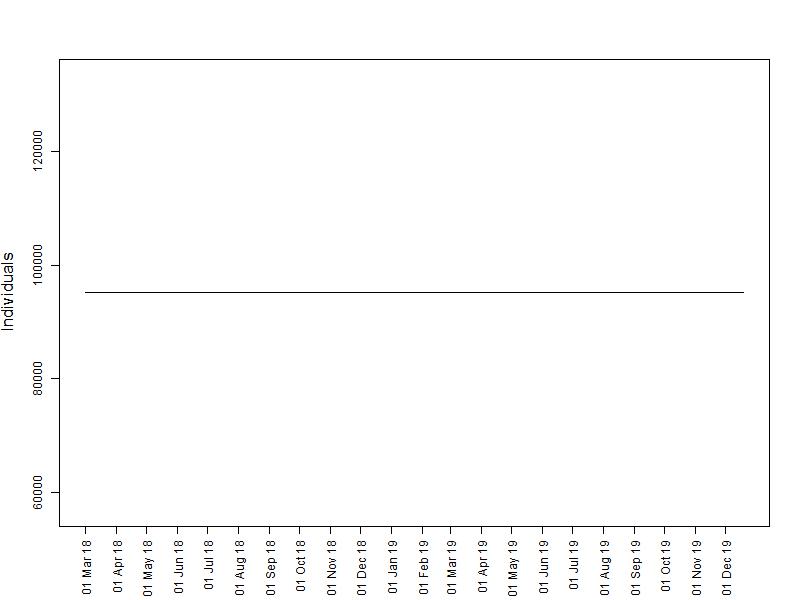 Individuals
120000
100000
80000
60000
01 Mar 18
01 Apr 18
01 May 18
01 Jun 18
01 Jul 18
01 Aug 18
01 Sep 18
01 Oct 18
01 Nov 18
01 Dec 18
01 Jan 19
01 Feb 19
01 Mar 19
01 Apr 19
01 May 19
01 Jun 19
01 Jul 19
01 Aug 19
01 Sep 19
01 Oct 19
01 Nov 19
01 Dec 19